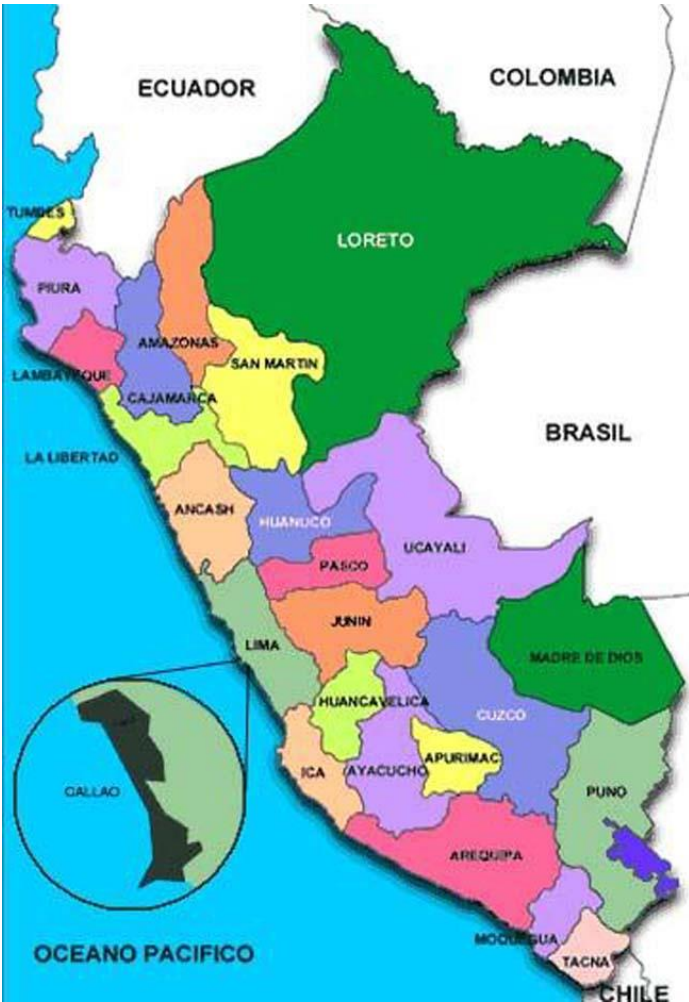 ECUADOR
COLOMBIA
TUMBES
LORETO
PIURA
AMAZONAS
SAN MARTIN
LAMBAYEQUE
CAJAMARCA
BRASIL
LA LIBERTAD
ANCASH
HUANUCO
UCAYALI
PASCO
JUNIN
LIMA
MADRE DE DIOS
HUANCAVELICA
CUZCO
APURIMAC
ICA
AYACUCHO
CALLAO
PUNO
AREQUIPA
MOQUEGUA
OCEANO PACIFICO
TACNA
CHILE